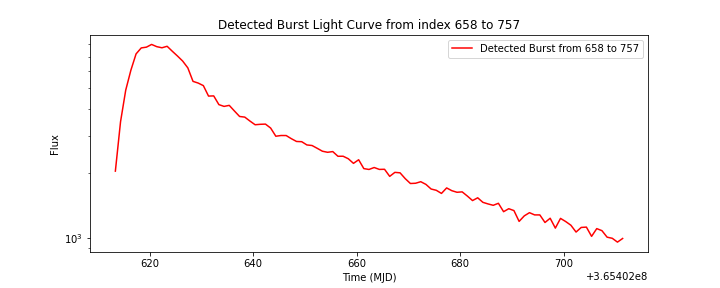 Detected Burst Light Curve from index 658 to 757
Detected Burst from 658 to 757
Flux
10³
620 640 660 680 700
Time (MJD)
+3.65402e8